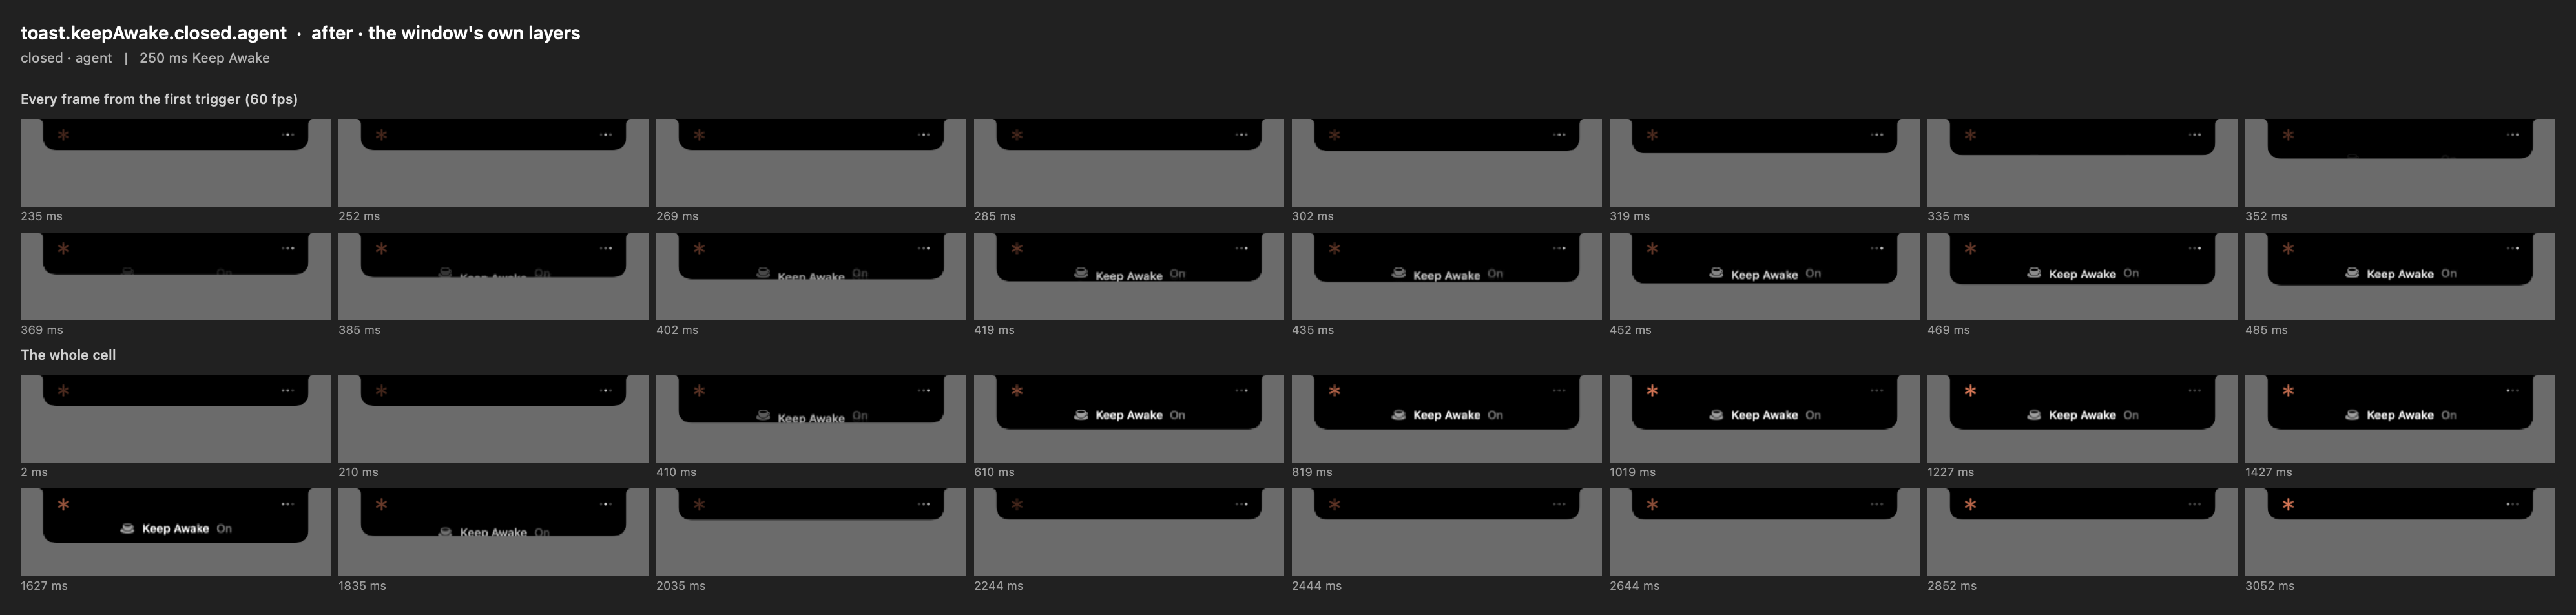 toast.keepAwake.closed.agent · after · the window's own layers
closed · agent | 250 ms Keep Awake
Every frame from the first trigger (60 fps)
235 ms 252 ms 269 ms 285 ms 302 ms 319 ms 335 ms 352 ms
On Keep Awake On Keep Awake On Keep Awake On Keep Awake On Keep Awake On Keep Awake On Keep Awake On
369 ms 385 ms 402 ms 419 ms 435 ms 452 ms 469 ms 485 ms
The whole cell
Keep Awake On Keep Awake On Keep Awake On Keep Awake On Keep Awake On Keep Awake On
2 ms 210 ms 410 ms 610 ms 819 ms 1019 ms 1227 ms 1427 ms
Keep Awake On Keep Awake On
1627 ms 1835 ms 2035 ms 2244 ms 2444 ms 2644 ms 2852 ms 3052 ms